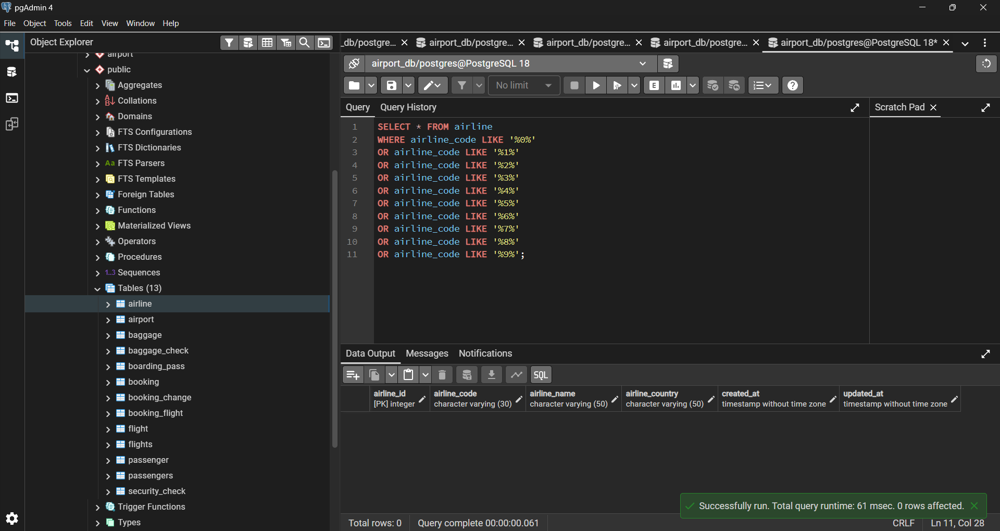 pgAdmin 4
File Object Tools Edit View Window Help
Object Explorer
_db/postgre... airport_db/postgre... airport_db/postgre... airport_db/postgre... airport_db/postgres@PostgreSQL 18*
airport_db/postgres@PostgreSQL 18
No limit
E
airport
public
Aggregates
Collations
Domains
FTS Configurations
FTS Dictionaries
Aa FTS Parsers
FTS Templates
Foreign Tables
Functions
Materialized Views
Operators
Procedures
1..3 Sequences
Tables (13)
airline
airport
baggage
baggage_check
boarding_pass
booking
booking_change
booking_flight
flight
flights
passenger
passengers
security_check
Trigger Functions
Types
Query Query History
Scratch Pad
1 SELECT * FROM airline
2 WHERE airline_code LIKE '%0%'
3 OR airline_code LIKE '%1%'
4 OR airline_code LIKE '%2%'
5 OR airline_code LIKE '%3%'
6 OR airline_code LIKE '%4%'
7 OR airline_code LIKE '%5%'
8 OR airline_code LIKE '%6%'
9 OR airline_code LIKE '%7%'
10 OR airline_code LIKE '%8%'
11 OR airline_code LIKE '%9%';
Data Output Messages Notifications
SQL
airline_id airline_code airline_name airline_country created_at updated_at
[PK] integer character varying (30) character varying (50) character varying (50) timestamp without time zone timestamp without time zone
Successfully run. Total query runtime: 61 msec. 0 rows affected.
Total rows: 0 Query complete 00:00:00.061 CRLF Ln 11, Col 28